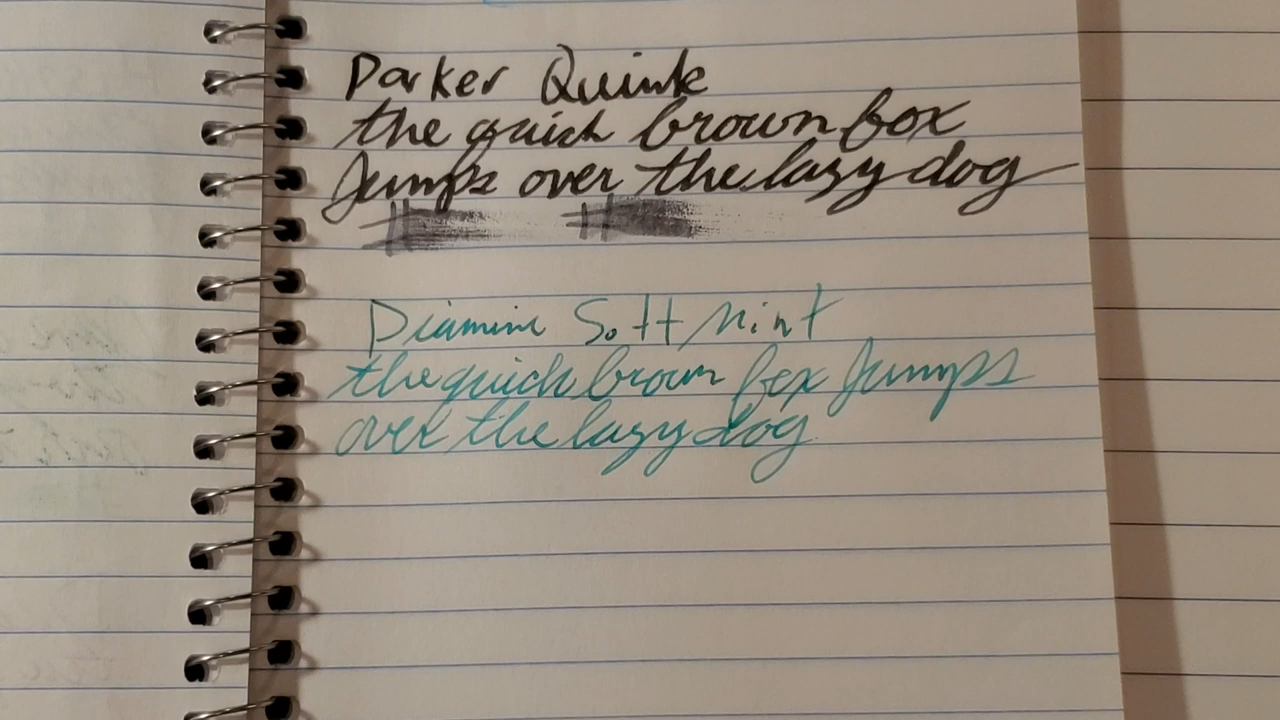 Parker Quink
the quick brown fox
Jumps over the lazy dog
Diamine Soft Mint
the quick brown fox Jumps
over the lazy dog